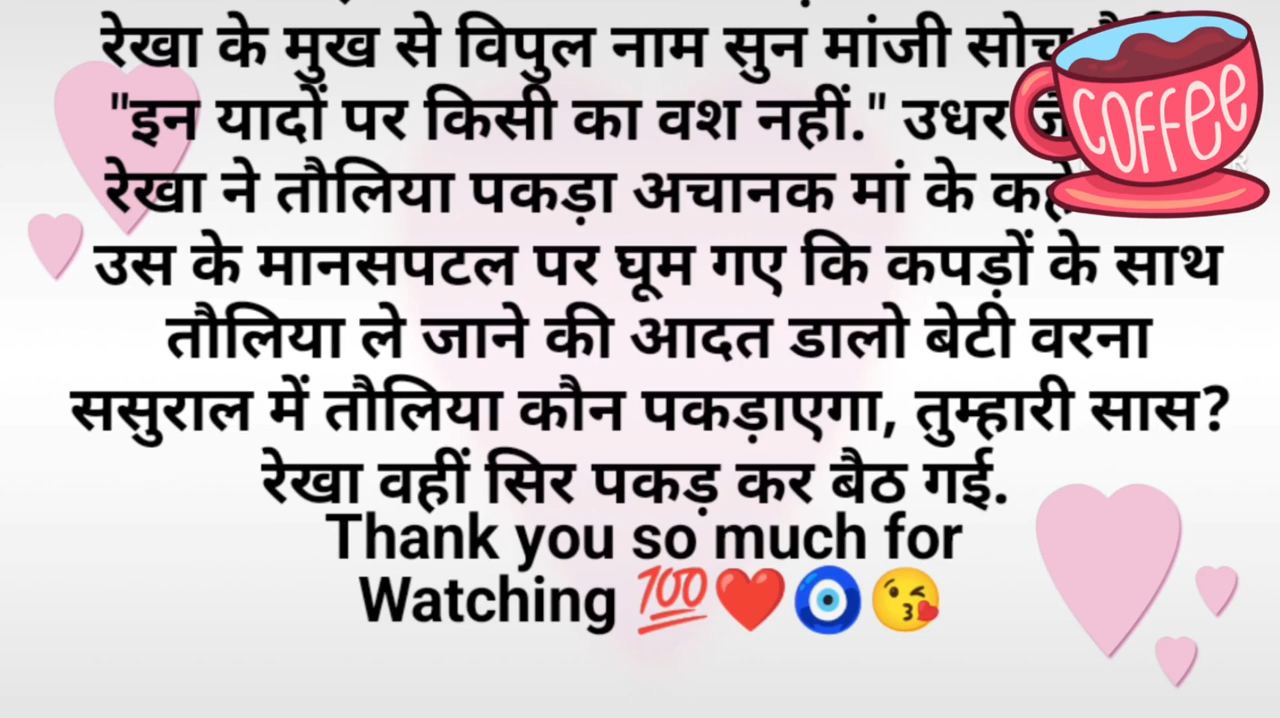 रेखा के मुख से विपुल नाम सुन मांजी सोच
"इन यादों पर किसी का वश नहीं." उधर
रेखा ने तौलिया पकड़ा अचानक मां के
उस के मानसपटल पर घूम गए कि कपड़ों के साथ
तौलिया ले जाने की आदत डालो बेटी वरना
ससुराल में तौलिया कौन पकड़ाएगा, तुम्हारी सास?
रेखा वहीं सिर पकड़ कर बैठ गई.
Thank you so much for
Watching 💯❤️🧿😘
COFFEE